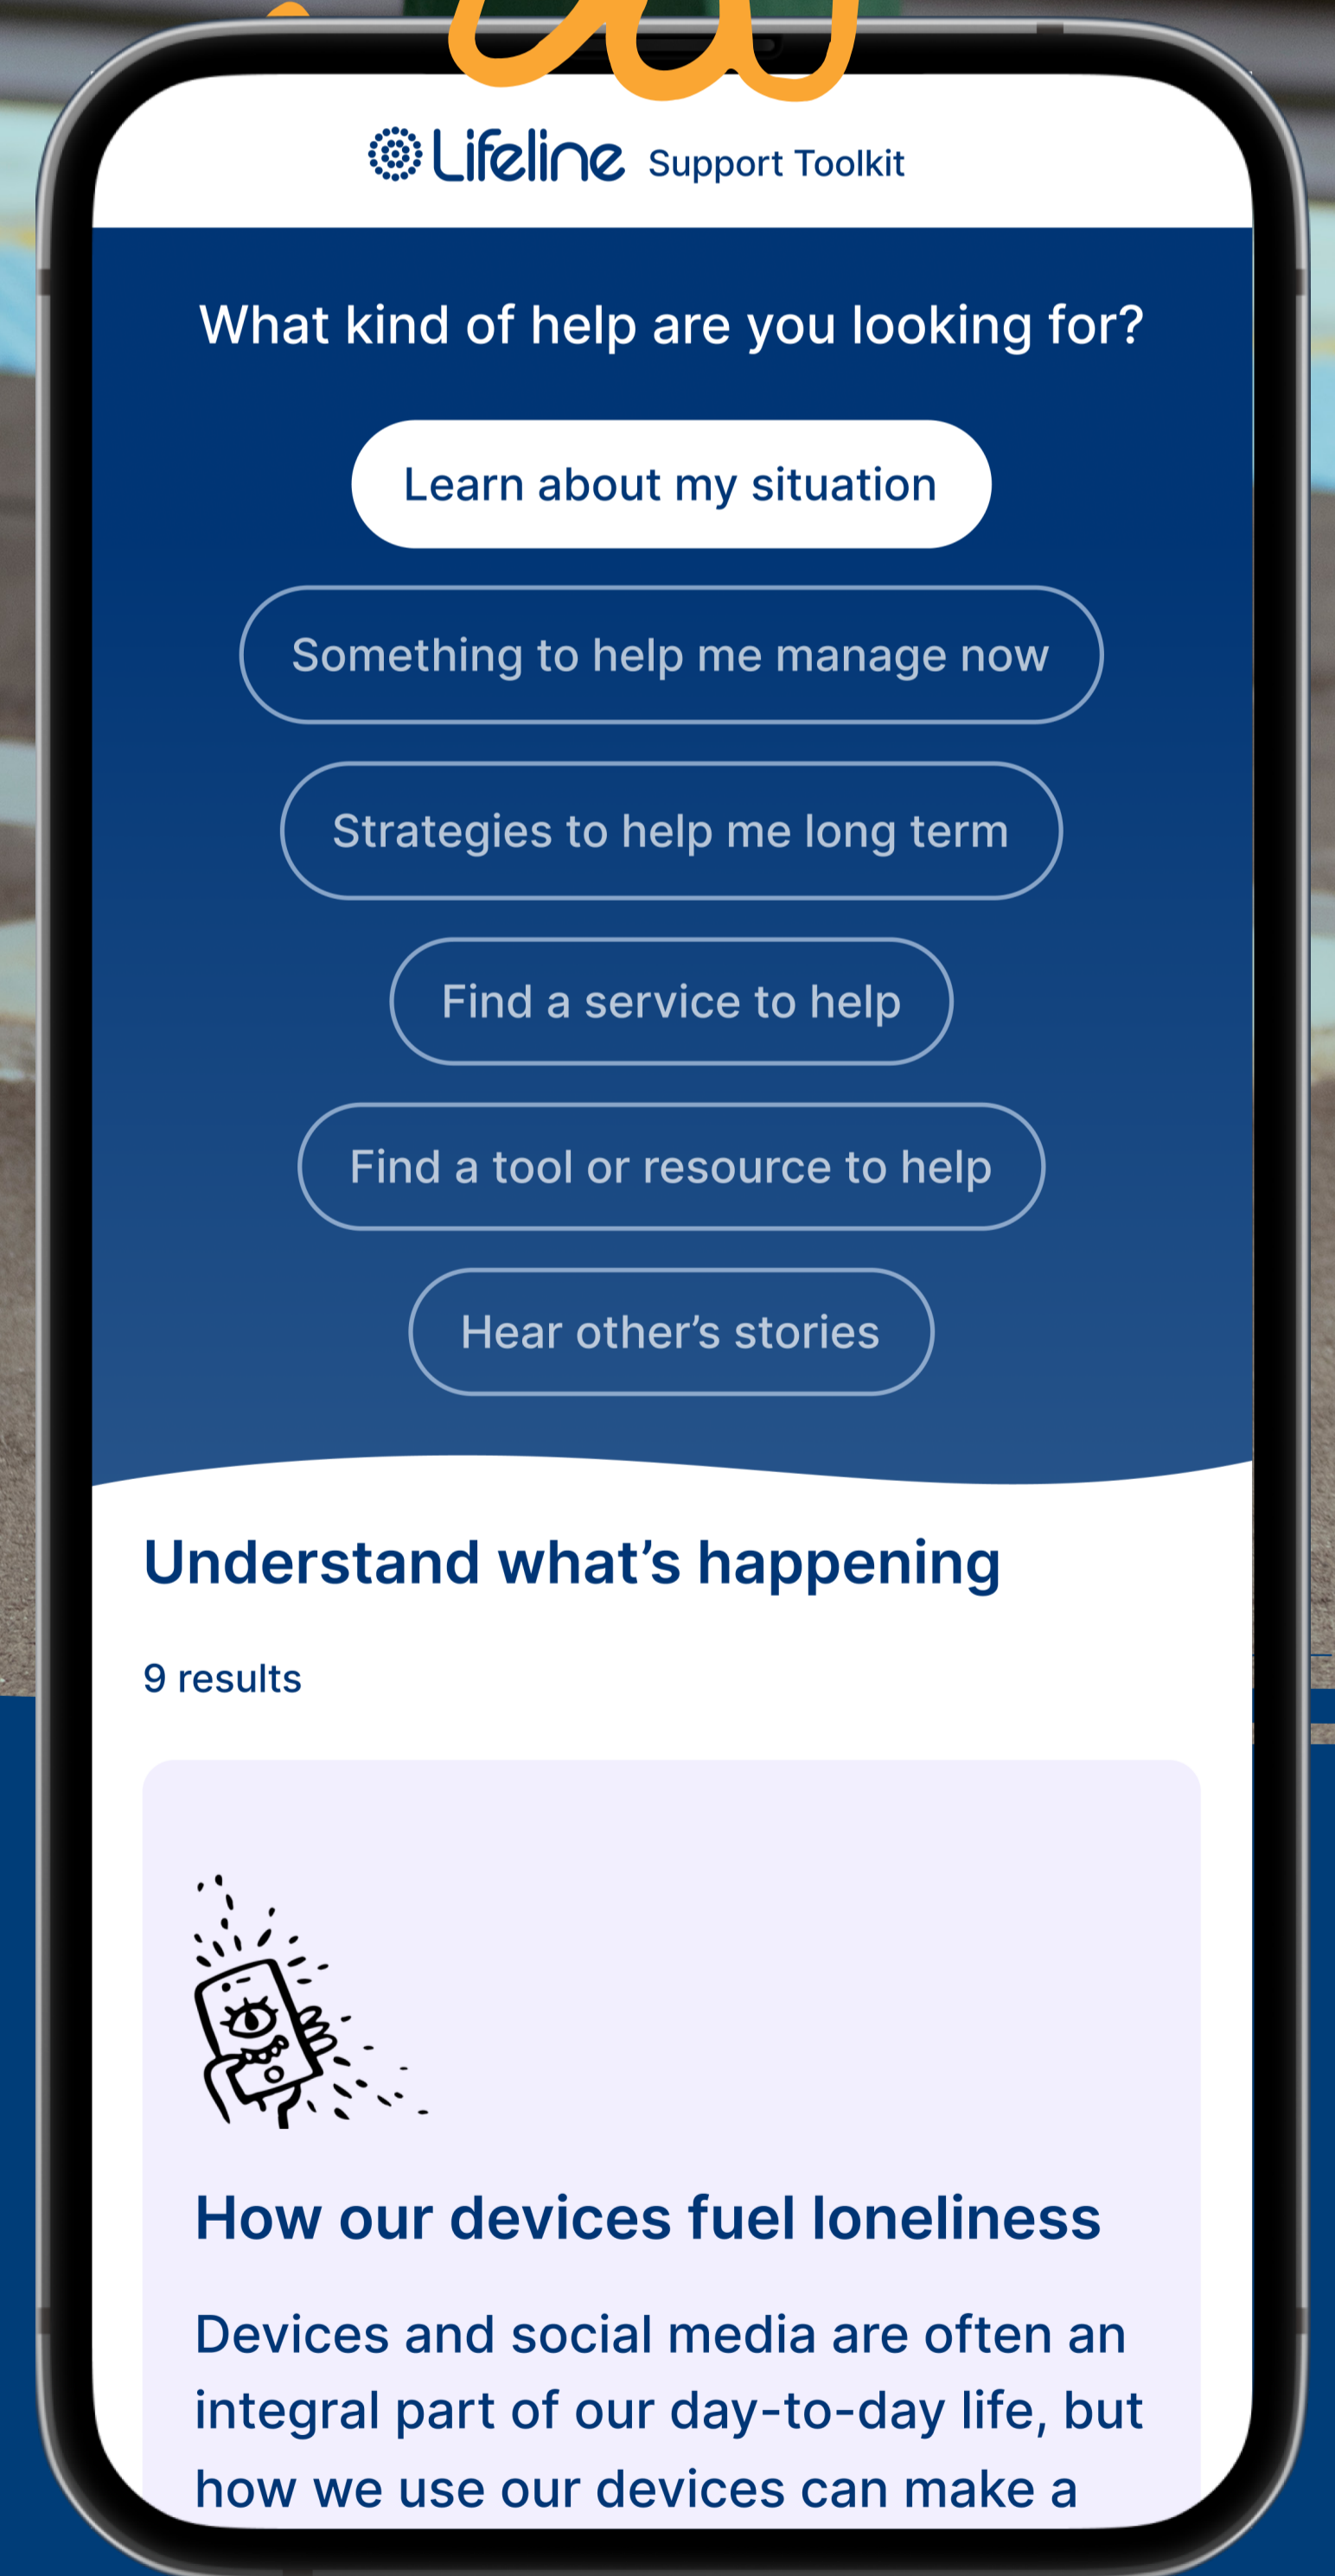 Lifeline Support Toolkit
What kind of help are you looking for?
Learn about my situation
Something to help me manage now
Strategies to help me long term
Find a service to help
Find a tool or resource to help
Hear other’s stories
Understand what’s happening
9 results
How our devices fuel loneliness
Devices and social media are often an
integral part of our day-to-day life, but
how we use our devices can make a